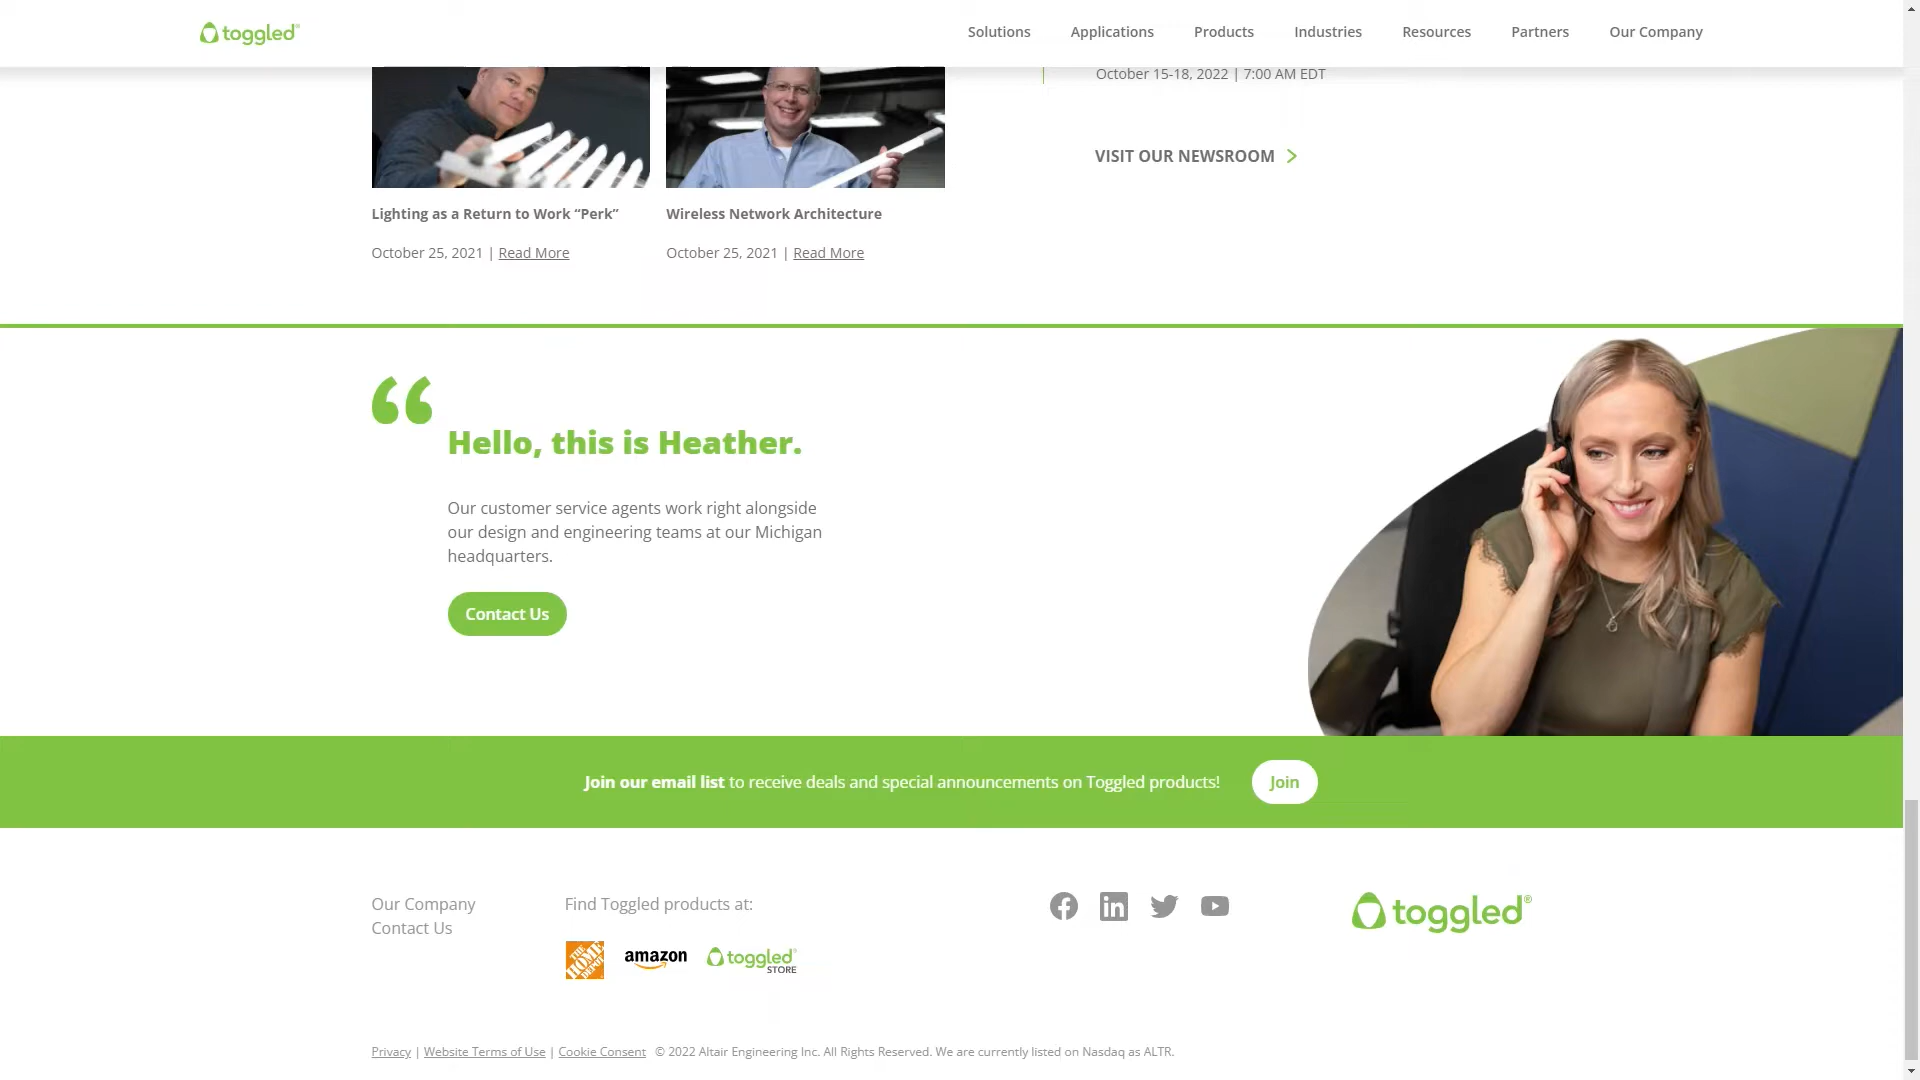 toggled®
Solutions Applications Products Industries Resources Partners Our Company
October 15-18, 2022 | 7:00 AM EDT
VISIT OUR NEWSROOM
Lighting as a Return to Work “Perk”
October 25, 2021 | Read More
Wireless Network Architecture
October 25, 2021 | Read More
Hello, this is Heather.
Our customer service agents work right alongside
our design and engineering teams at our Michigan
headquarters.
Contact Us
Join our email list to receive deals and special announcements on Toggled products!
Join
Our Company
Contact Us
Find Toggled products at:
THE HOME DEPOT
amazon
toggled®
STORE
toggled®
Privacy | Website Terms of Use | Cookie Consent © 2022 Altair Engineering Inc. All Rights Reserved. We are currently listed on Nasdaq as ALTR.